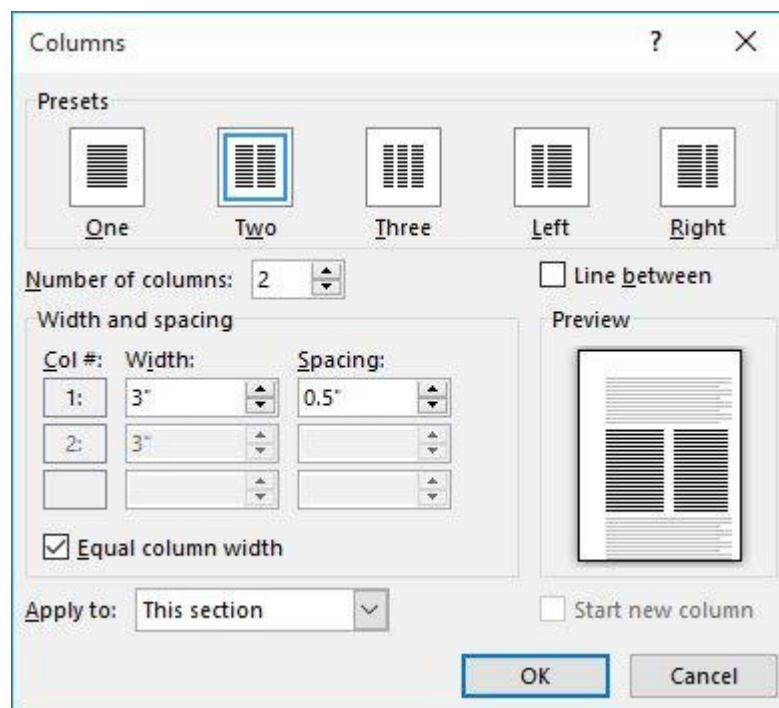 Columns ?
Presets
One Two Three Left Right
Number of columns: 2 Line between
Width and spacing Preview
Col #: Width: Spacing:
1: 3" 0.5"
2: 3"
Equal column width
Apply to: This section Start new column
OK Cancel